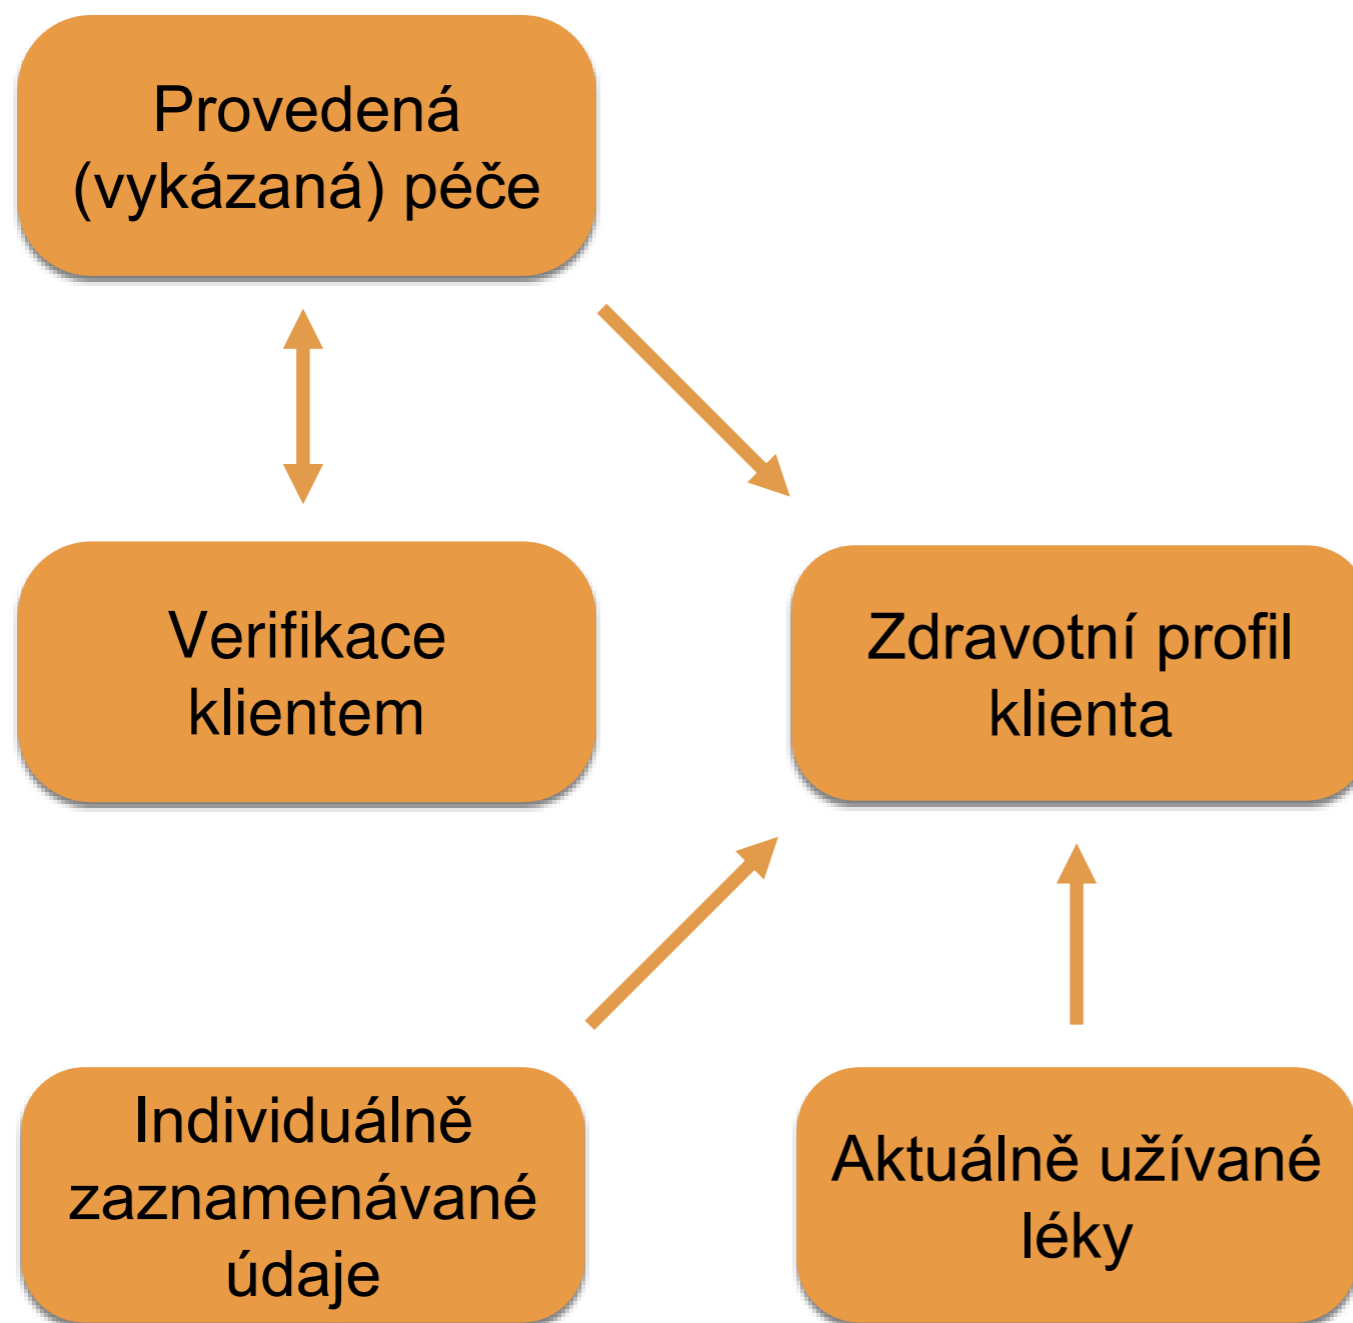 Provedená
(vykázaná) péče
Verifikace
klientem
Zdravotní profil
klienta
Individuálně
zaznamenávané
údaje
Aktuálně užívané
léky